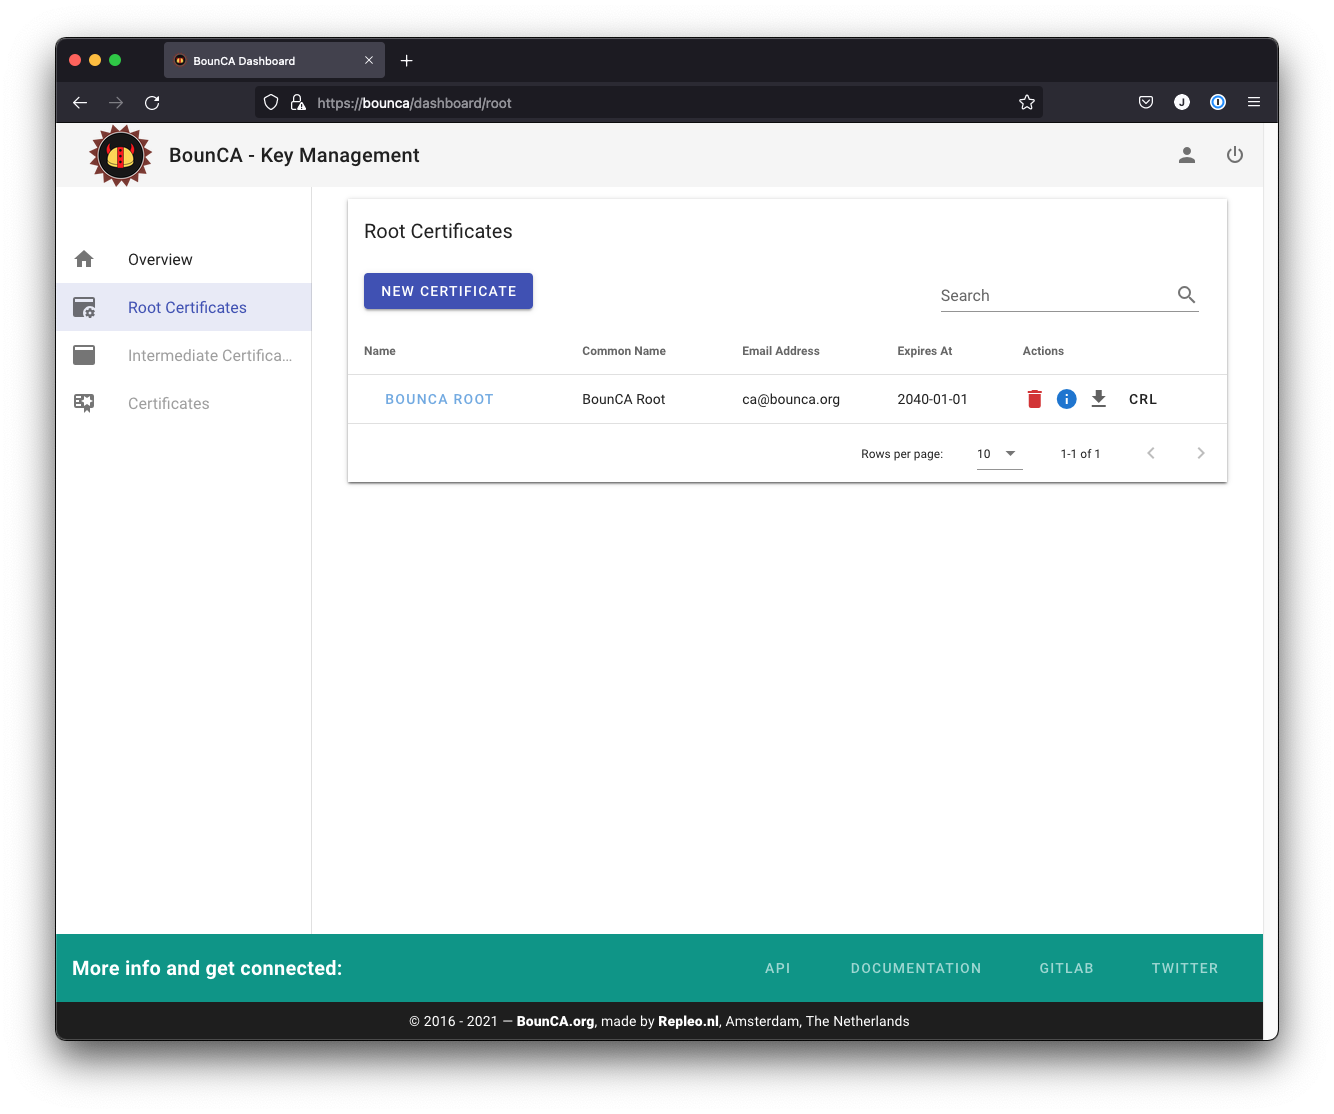 BounCA Dashboard
https://bounca/dashboard/root
J
BounCA - Key Management
Overview
Root Certificates
Intermediate Certifica...
Certificates
Root Certificates
NEW CERTIFICATE
Search
Name Common Name Email Address Expires At Actions
BOUNCA ROOT BounCA Root ca@bounca.org 2040-01-01 CRL
Rows per page: 10 1-1 of 1
More info and get connected: API DOCUMENTATION GITLAB TWITTER
© 2016 - 2021 — BounCA.org, made by Repleo.nl, Amsterdam, The Netherlands